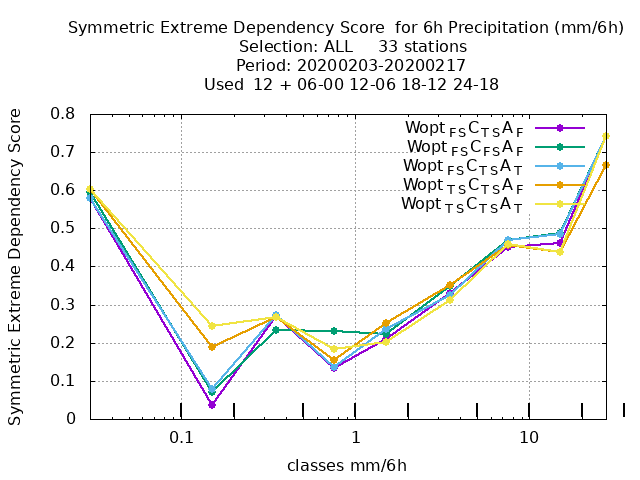 Symmetric Extreme Dependency Score  for 6h Precipitation (mm/6h)
Selection: ALL     33 stations
Period: 20200203-20200217
Used  12 + 06-00 12-06 18-12 24-18
Symmetric Extreme Dependency Score
0.8
0.7
0.6
0.5
0.4
0.3
0.2
0.1
0
Wopt FS C TS A F
Wopt FS C FS A F
Wopt FS C TS A T
Wopt TS C TS A F
Wopt TS C TS A T
0.1 1 10
classes mm/6h